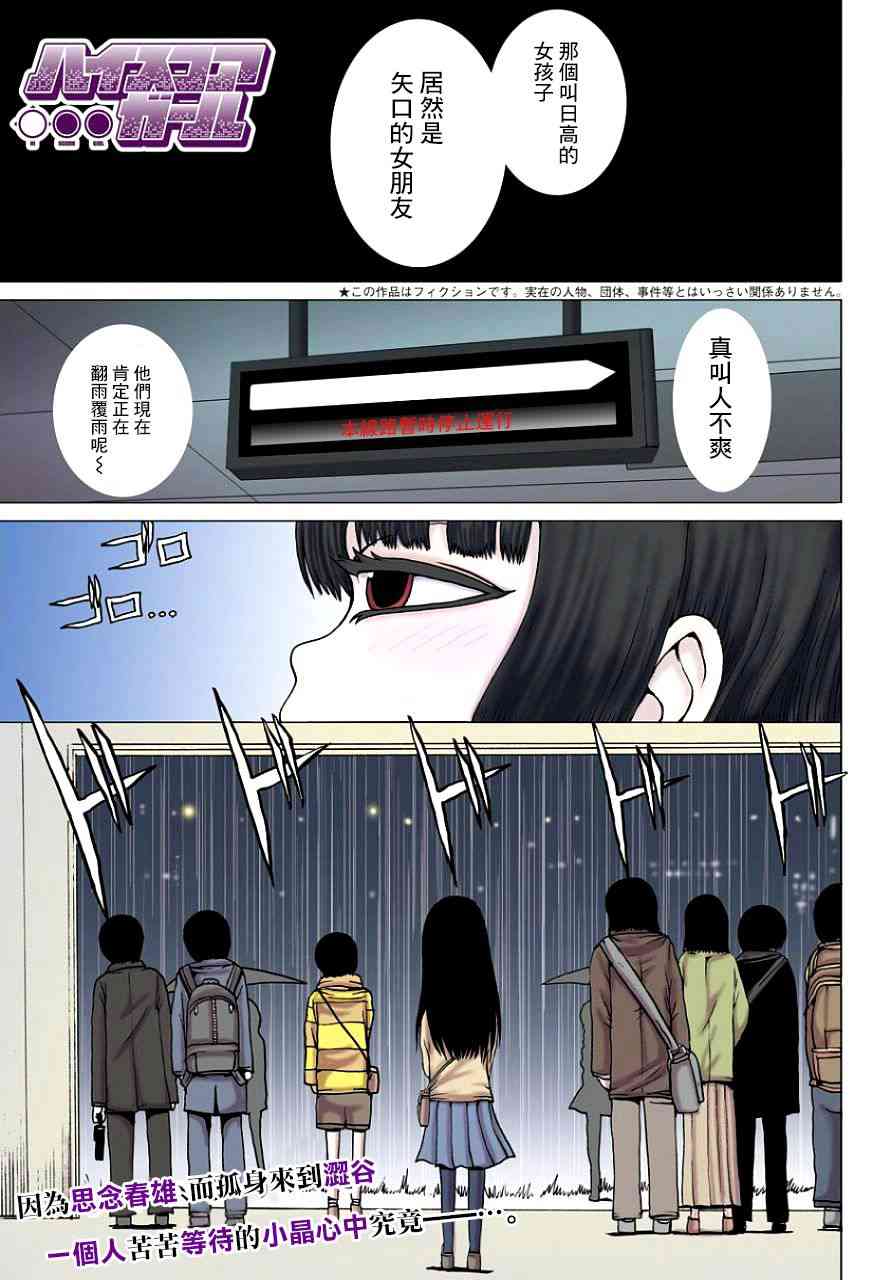 ハイスコア
ガール
那個叫日高的
女孩子
居然是
矢口的女朋友
★この作品はフィクションです。実在の人物、団体、事件等とはいっさい関係ありません。
真叫人不爽
本線路暫時停止運行
他們現在
肯定正在
翻雨覆雨呢~
ゴロ
ゴロ…
ドドドドド
因為思念春雄、而孤身來到澀谷
一個人苦苦等待的小晶心中究竟——…。